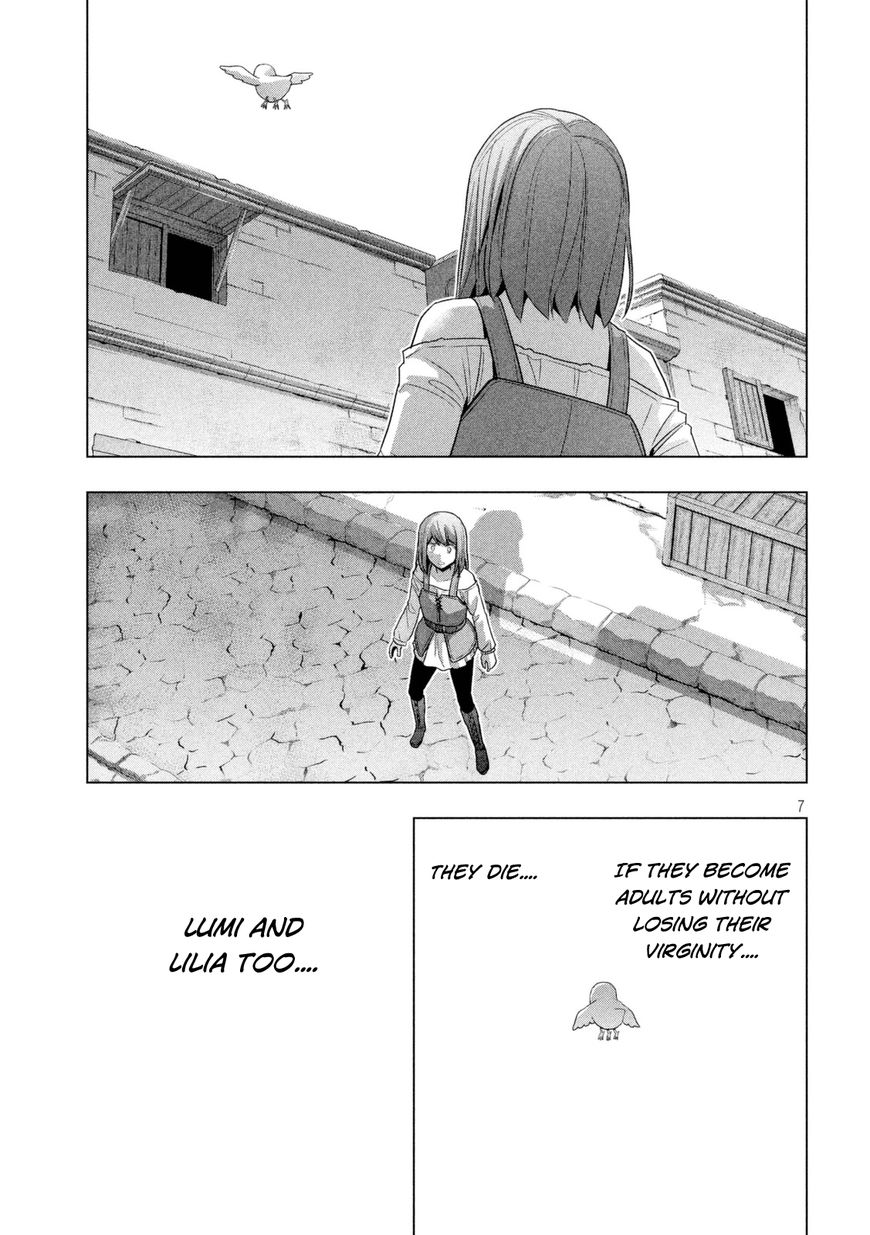 7
IF THEY BECOME
ADULTS WITHOUT
LOSING THEIR
VIRGINITY....
THEY DIE....
LUMI AND
LILIA TOO....